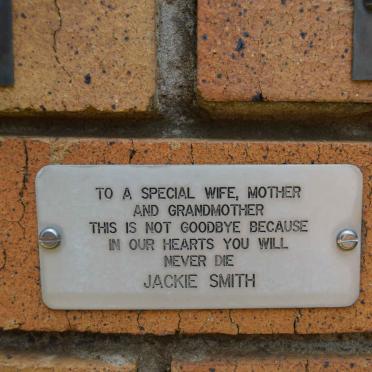 TO A SPECIAL WIFE, MOTHER
AND GRANDMOTHER
THIS IS NOT GOODBYE BECAUSE
IN OUR HEARTS YOU WILL
NEVER DIE
JACKIE SMITH